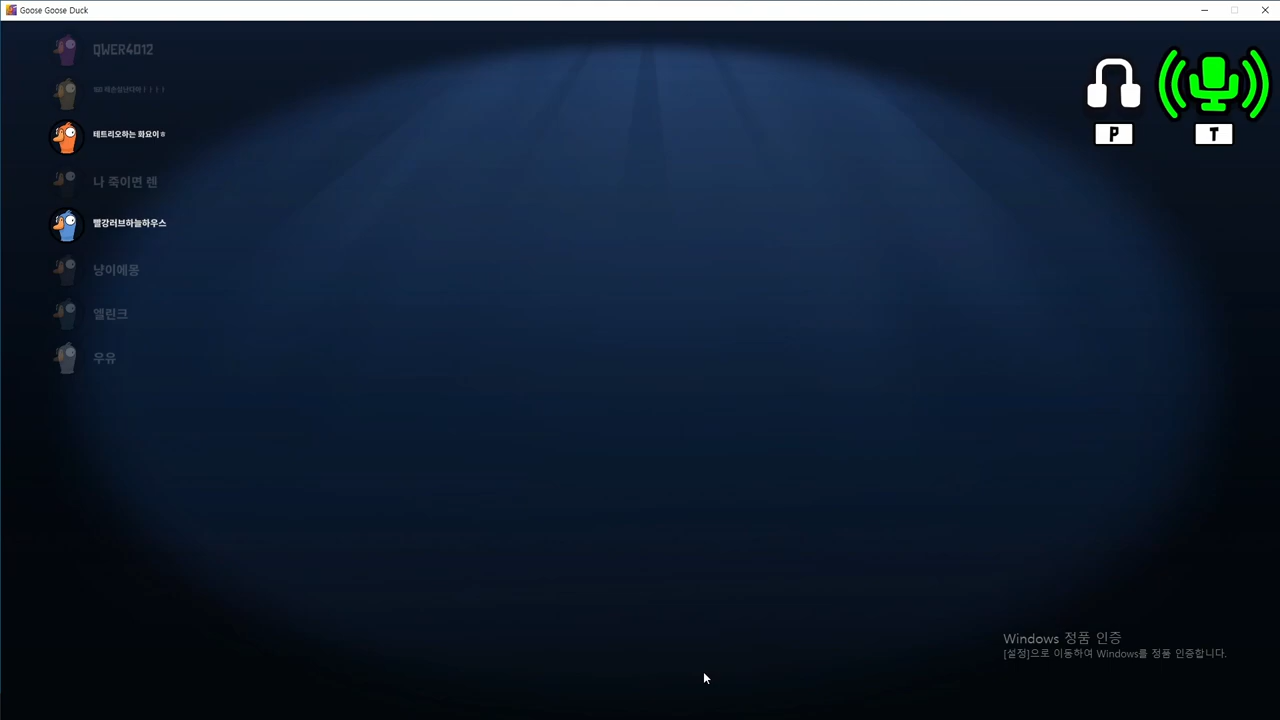 Goose Goose Duck
QWER4012
테트리오하는 화요이ㅎ
나 죽이면 렌
빨강러브하늘하우스
냥이에몽
엘린크
우유
P
T
Windows 정품 인증
[설정]으로 이동하여 Windows를 정품 인증합니다.